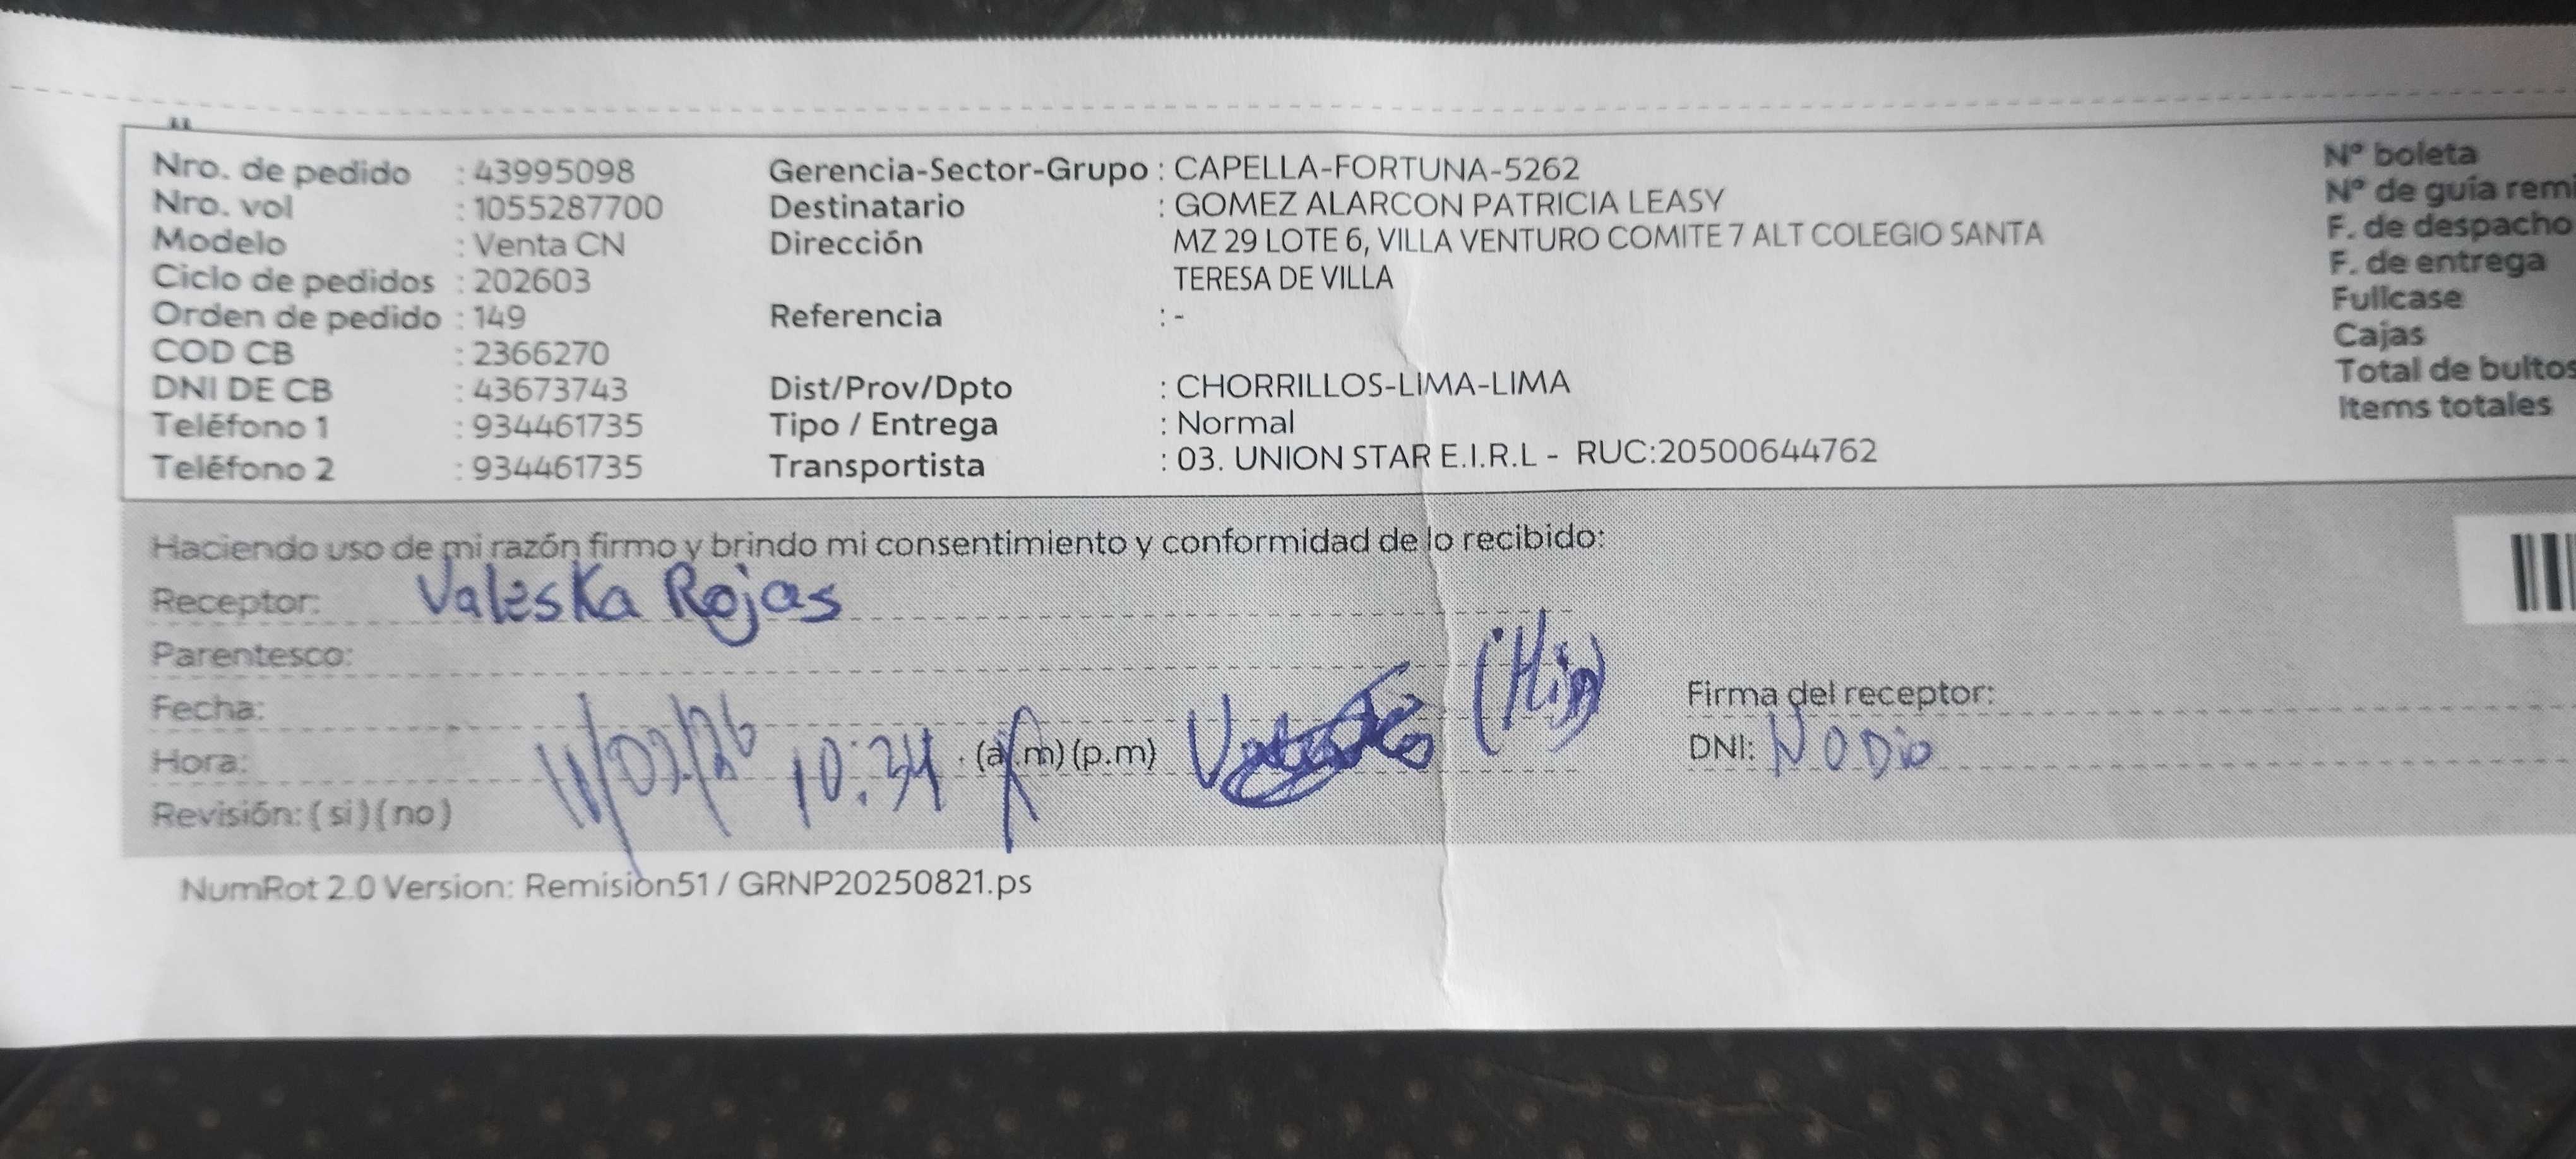 Nro. de pedido : 43995098 Gerencia-Sector-Grupo : CAPELLA-FORTUNA-5262 Nº boleta
Nro. vol : 1055287700 Destinatario : GOMEZ ALARCON PATRICIA LEASY Nº de guía remi
Modelo : Venta CN Dirección MZ 29 LOTE 6, VILLA VENTURO COMITE 7 ALT COLEGIO SANTA F. de despacho
Ciclo de pedidos : 202603 TERESA DE VILLA F. de entrega
Orden de pedido : 149 Referencia : - Fullcase
COD CB : 2366270 Cajas
DNI DE CB : 43673743 Dist/Prov/Dpto : CHORRILLOS-LIMA-LIMA Total de bultos
Teléfono 1 : 934461735 Tipo / Entrega : Normal Items totales
Teléfono 2 : 934461735 Transportista : 03. UNION STAR E.I.R.L - RUC:20500644762
Haciendo uso de mi razón firmo y brindo mi consentimiento y conformidad de lo recibido:
Receptor: Valeska Rojas
Parentesco:
Fecha: 11/02/26 (Hija) Firma del receptor:
Hora: 10:34 (a.m) (p.m) DNI: NO Dio
Revisión: (si) (no)
NumRot 2.0 Version: Remision51 / GRNP20250821.ps